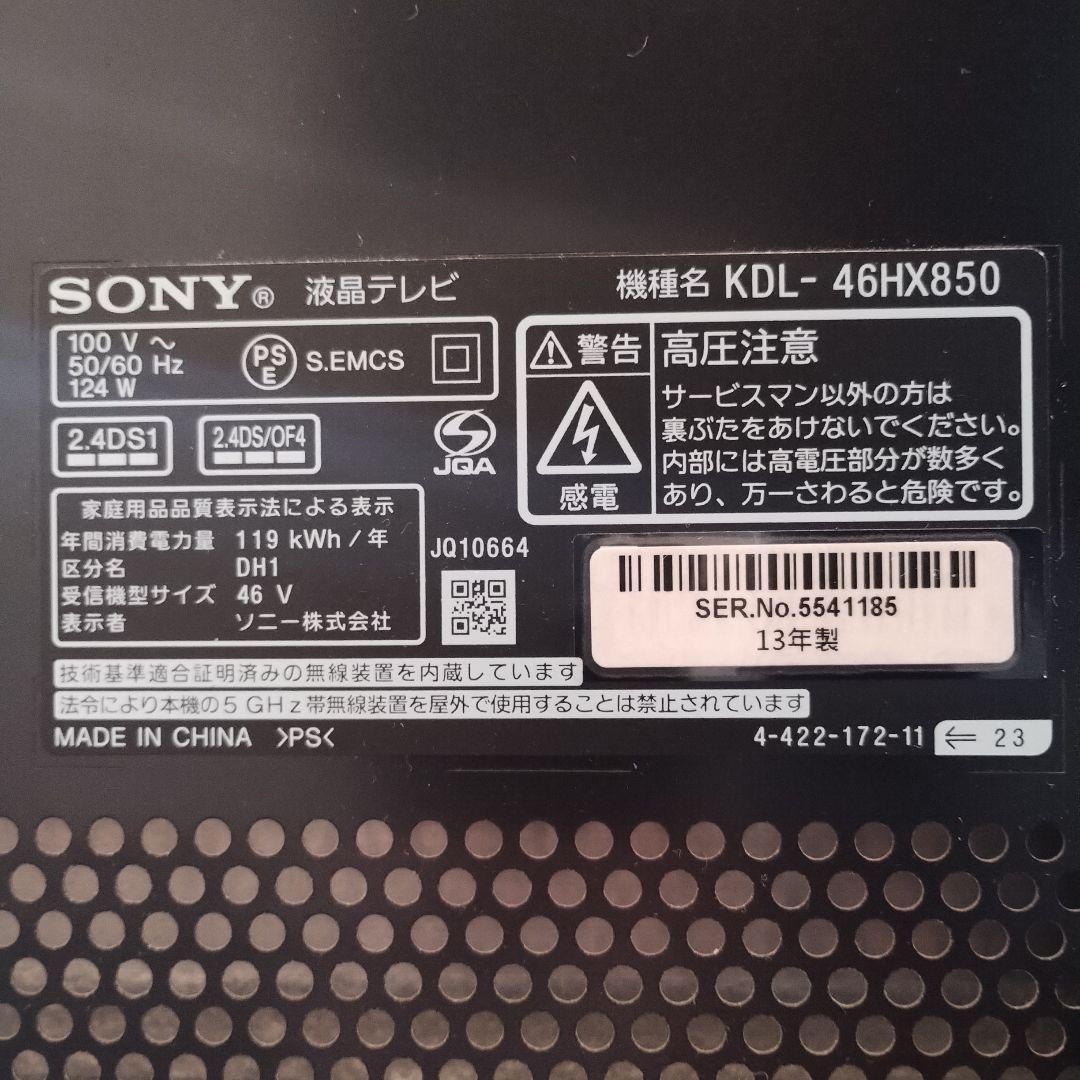 SONY® 液晶テレビ
機種名 KDL- 46HX850
100 V ～
50/60 Hz
124 W
PS
E
S.EMCS
警告
高圧注意
サービスマン以外の方は
裏ぶたをあけないでください。
内部には高電圧部分が数多く
あり、万一さわると危険です。
感電
2.4DS1
2.4DS/OF4
JQA
家庭用品品質表示法による表示
年間消費電力量 119 kWh / 年
区分名 DH1
受信機型サイズ 46 V
表示者 ソニー株式会社
JQ10664
SER.No.5541185
13年製
技術基準適合証明済みの無線装置を内蔵しています
法令により本機の5 GHz帯無線装置を屋外で使用することは禁止されています
MADE IN CHINA >PS<
4-422-172-11 ⇐ 23